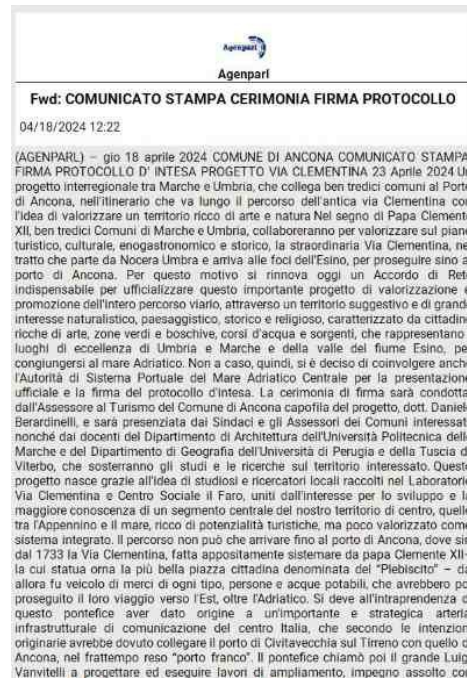 Agenparl
Agenparl
Fwd: COMUNICATO STAMPA CERIMONIA FIRMA PROTOCOLLO
04/18/2024 12:22
(AGENPARL) – gio 18 aprile 2024 COMUNE DI ANCONA COMUNICATO STAMPA
FIRMA PROTOCOLLO D' INTESA PROGETTO VIA CLEMENTINA 23 Aprile 2024 U
progetto interregionale tra Marche e Umbria, che collega ben tredici comuni al Porto
di Ancona, nell'itinerario che va lungo il percorso dell'antica via Clementina con
l'idea di valorizzare un territorio ricco di arte e natura Nel segno di Papa Clement
XII, ben tredici Comuni di Marche e Umbria, collaboreranno per valorizzare sul piano
turistico, culturale, enogastronomico e storico, la straordinaria Via Clementina, ne
tratto che parte da Nocera Umbra e arriva alle foci dell'Esino, per proseguire sino a
porto di Ancona. Per questo motivo si rinnova oggi un Accordo di Ret
indispensabile per ufficializzare questo importante progetto di valorizzazione e
promozione dell'intero percorso viario, attraverso un territorio suggestivo e di grand
interesse naturalistico, paesaggistico, storico e religioso, caratterizzato da cittadine
ricche di arte, zone verdi e boschive, corsi d'acqua e sorgenti, che rappresentano
luoghi di eccellenza di Umbria e Marche e della valle del fiume Esino, pe
congiungersi al mare Adriatico. Non a caso, quindi, si è deciso di coinvolgere anche
l'Autorità di Sistema Portuale del Mare Adriatico Centrale per la presentazione
ufficiale e la firma del protocollo d'intesa. La cerimonia di firma sarà condotta
dall'Assessore al Turismo del Comune di Ancona capofila del progetto, dott. Daniel
Berardinelli, e sarà presenziata dai Sindaci e gli Assessori dei Comuni interessat
nonché dai docenti del Dipartimento di Architettura dell'Università Politecnica dell
Marche e del Dipartimento di Geografia dell'Università di Perugia e della Tuscia d
Viterbo, che sosterranno gli studi e le ricerche sul territorio interessato. Questo
progetto nasce grazie all'idea di studiosi e ricercatori locali raccolti nel Laboratorio
Via Clementina e Centro Sociale il Faro, uniti dall'interesse per lo sviluppo e la
maggiore conoscenza di un segmento centrale del nostro territorio di centro, quello
tra l'Appennino e il mare, ricco di potenzialità turistiche, ma poco valorizzato come
sistema integrato. Il percorso non può che arrivare fino al porto di Ancona, dove sin
dal 1733 la Via Clementina, fatta appositamente sistemare da papa Clemente XII-
la cui statua orna la più bella piazza cittadina denominata del "Plebiscito" – da
allora fu veicolo di merci di ogni tipo, persone e acque potabili, che avrebbero po
proseguito il loro viaggio verso l'Est, oltre l'Adriatico. Si deve all'intraprendenza d
questo pontefice aver dato origine a un'importante e strategica arteria
infrastrutturale di comunicazione del centro Italia, che secondo le intenzion
originarie avrebbe dovuto collegare il porto di Civitavecchia sul Tirreno con quello d
Ancona, nel frattempo reso "porto franco". Il pontefice chiamò poi il grande Luig
Vanvitelli a progettare ed eseguire lavori di ampliamento, impegno assolto con